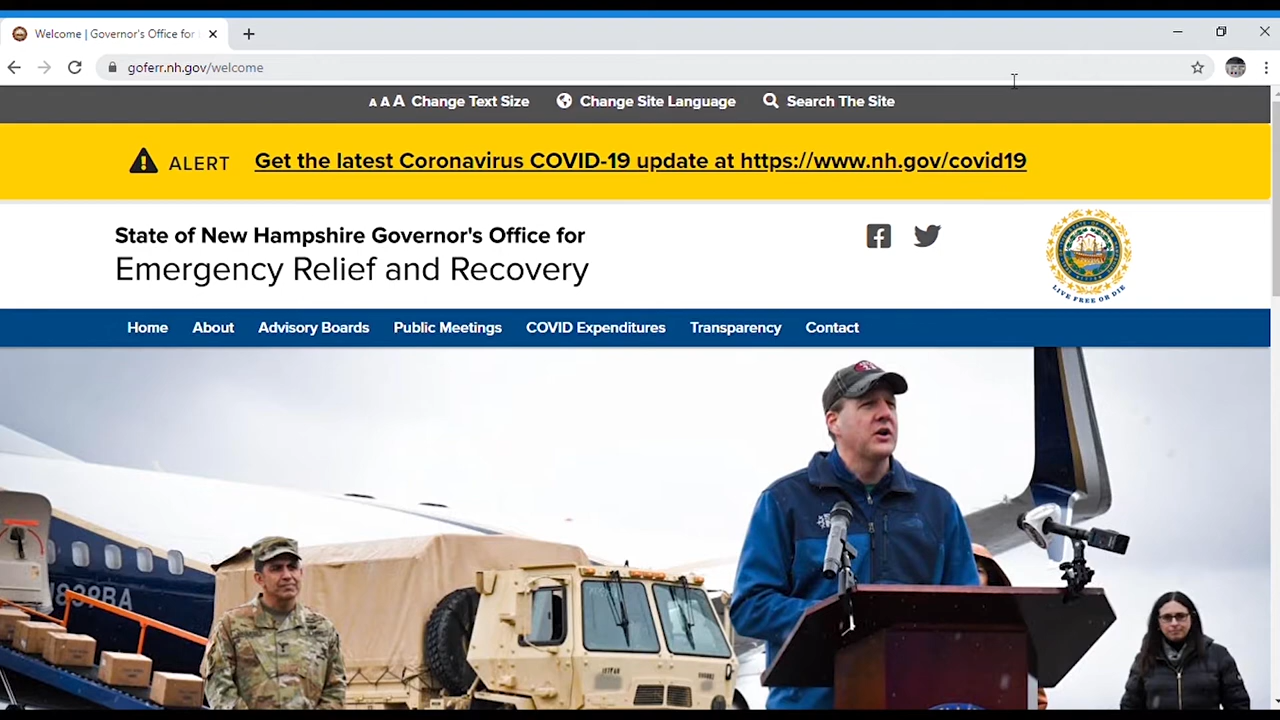 Welcome | Governor's Office for
goferr.nh.gov/welcome
A A A Change Text Size Change Site Language Search The Site
ALERT Get the latest Coronavirus COVID-19 update at https://www.nh.gov/covid19
State of New Hampshire Governor's Office for
Emergency Relief and Recovery
LIVE FREE OR DIE
Home About Advisory Boards Public Meetings COVID Expenditures Transparency Contact
839BA